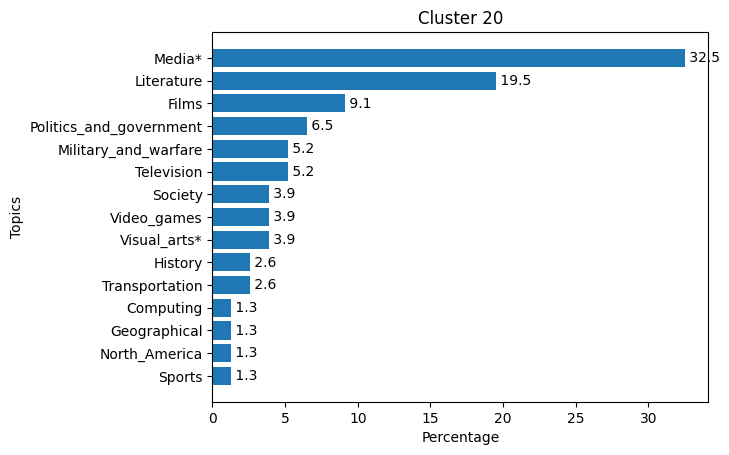 Cluster 20
Topics
Media* 32.5
Literature 19.5
Films 9.1
Politics_and_government 6.5
Military_and_warfare 5.2
Television 5.2
Society 3.9
Video_games 3.9
Visual_arts* 3.9
History 2.6
Transportation 2.6
Computing 1.3
Geographical 1.3
North_America 1.3
Sports 1.3
0 5 10 15 20 25 30
Percentage